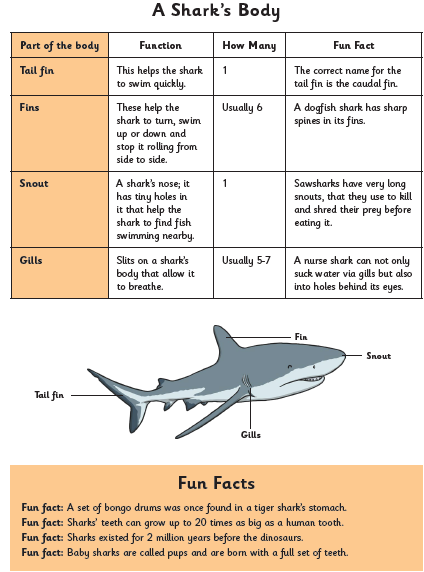 A Shark's Body
Part of the body
Function
How Many
Fun Fact
Tail fin
This helps the shark
to swim quickly.
1
The correct name for the
tail fin is the caudal fin.
Fins
These help the
shark to turn, swim
up or down and
stop it rolling from
side to side.
Usually 6
A dogfish shark has sharp
spines in its fins.
Snout
A shark's nose; it
has tiny holes in
it that help the
shark to find fish
swimming nearby.
1
Sawsharks have very long
snouts, that they use to kill
and shred their prey before
eating it.
Gills
Slits on a shark's
body that allow it
to breathe.
Usually 5-7
A nurse shark can not only
suck water via gills but also
into holes behind its eyes.
Fin
Snout
Tail fin
Gills
Fun Facts
Fun fact: A set of bongo drums was once found in a tiger shark's stomach.
Fun fact: Sharks' teeth can grow up to 20 times as big as a human tooth.
Fun fact: Sharks existed for 2 million years before the dinosaurs.
Fun fact: Baby sharks are called pups and are born with a full set of teeth.